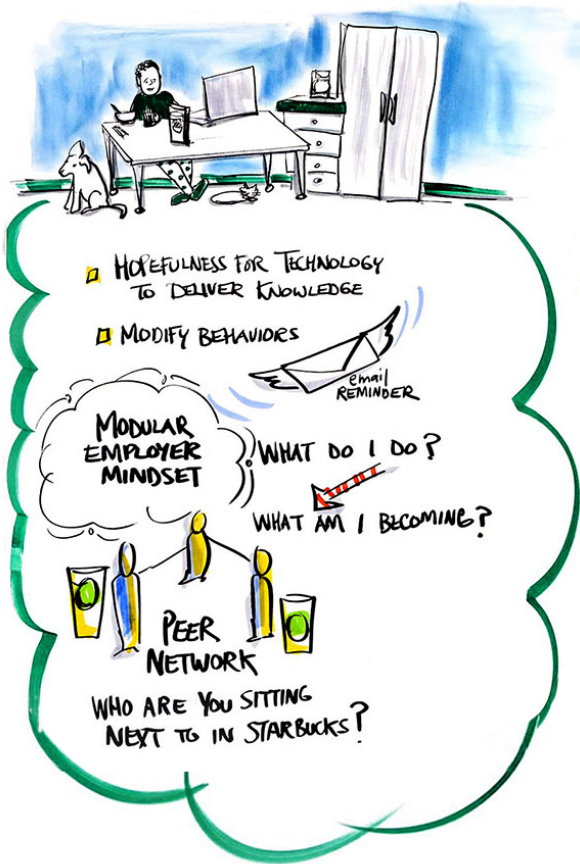 HOPEFULNESS FOR TECHNOLOGY
TO DELIVER KNOWLEDGE
MODIFY BEHAVIORS
email
REMINDER
MODULAR
EMPLOYER
MINDSET
WHAT DO I DO?
WHAT AM I BECOMING?
PEER
NETWORK
WHO ARE YOU SITTING
NEXT TO IN STARBUCKS?